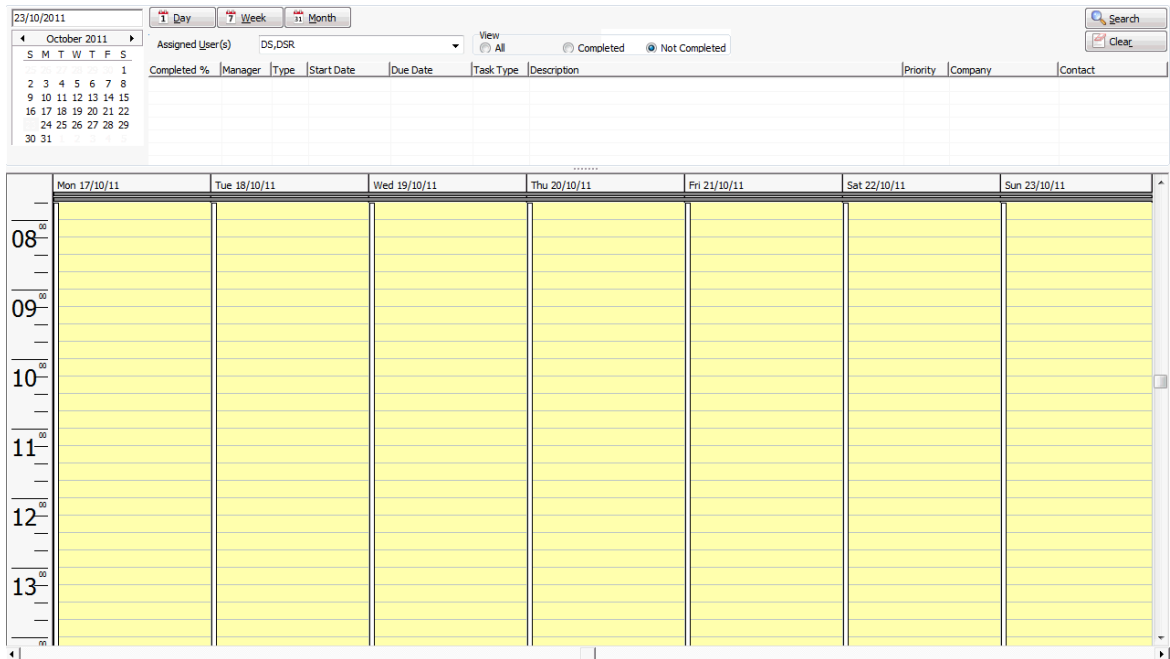 23/10/2011
Day Week Month
Search
October 2011
Assigned User(s) DS,DSR
View
All Completed Not Completed
Clear
S M T W T F S
Completed % Manager Type Start Date Due Date Task Type Description Priority Company Contact
1
2 3 4 5 6 7 8
9 10 11 12 13 14 15
16 17 18 19 20 21 22
24 25 26 27 28 29
30 31
Mon 17/10/11 Tue 18/10/11 Wed 19/10/11 Thu 20/10/11 Fri 21/10/11 Sat 22/10/11 Sun 23/10/11
08 00
09 00
10 00
11 00
12 00
13 00
00